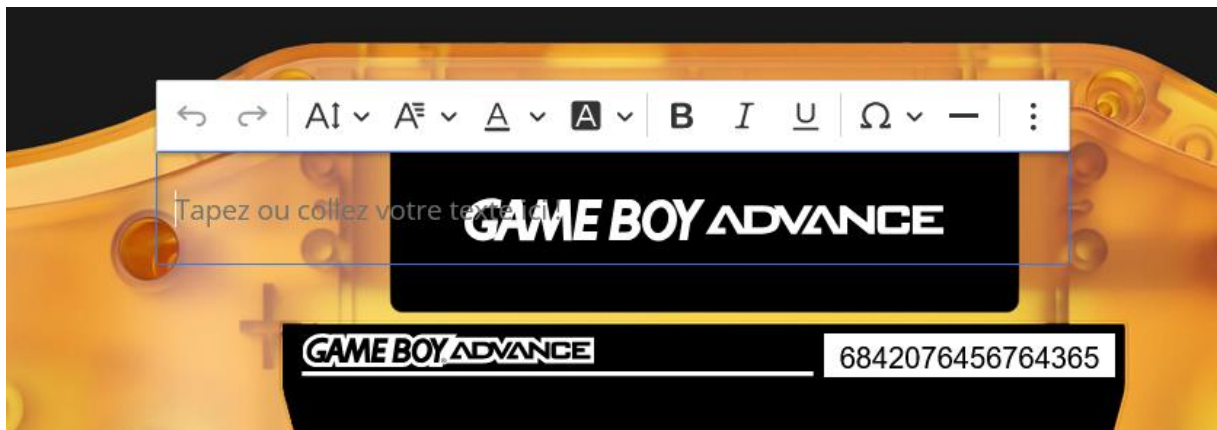 Tapez ou collez votre texte ici !
GAME BOY ADVANCE
GAME BOY ADVANCE
6842076456764365